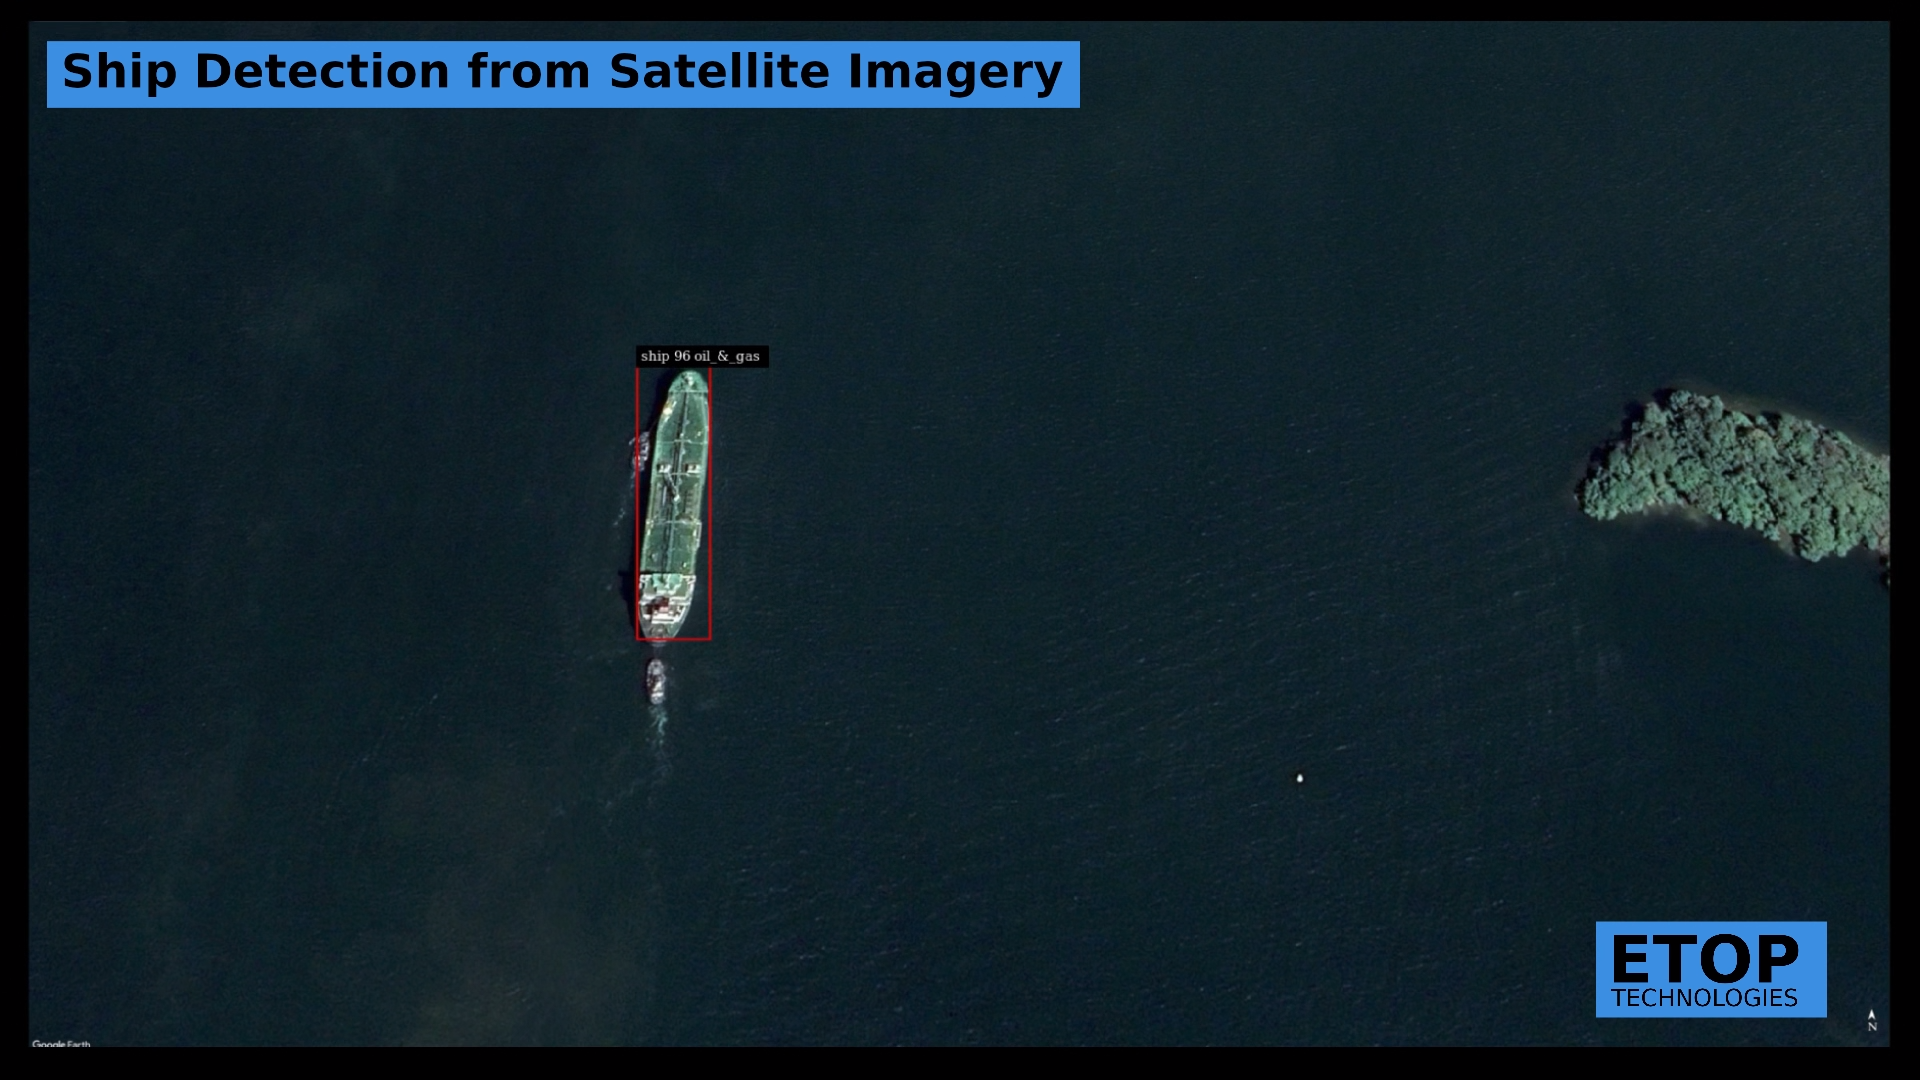 Ship Detection from Satellite Imagery
ship 96 oil_&_gas
ETOP
TECHNOLOGIES
N
Google Earth